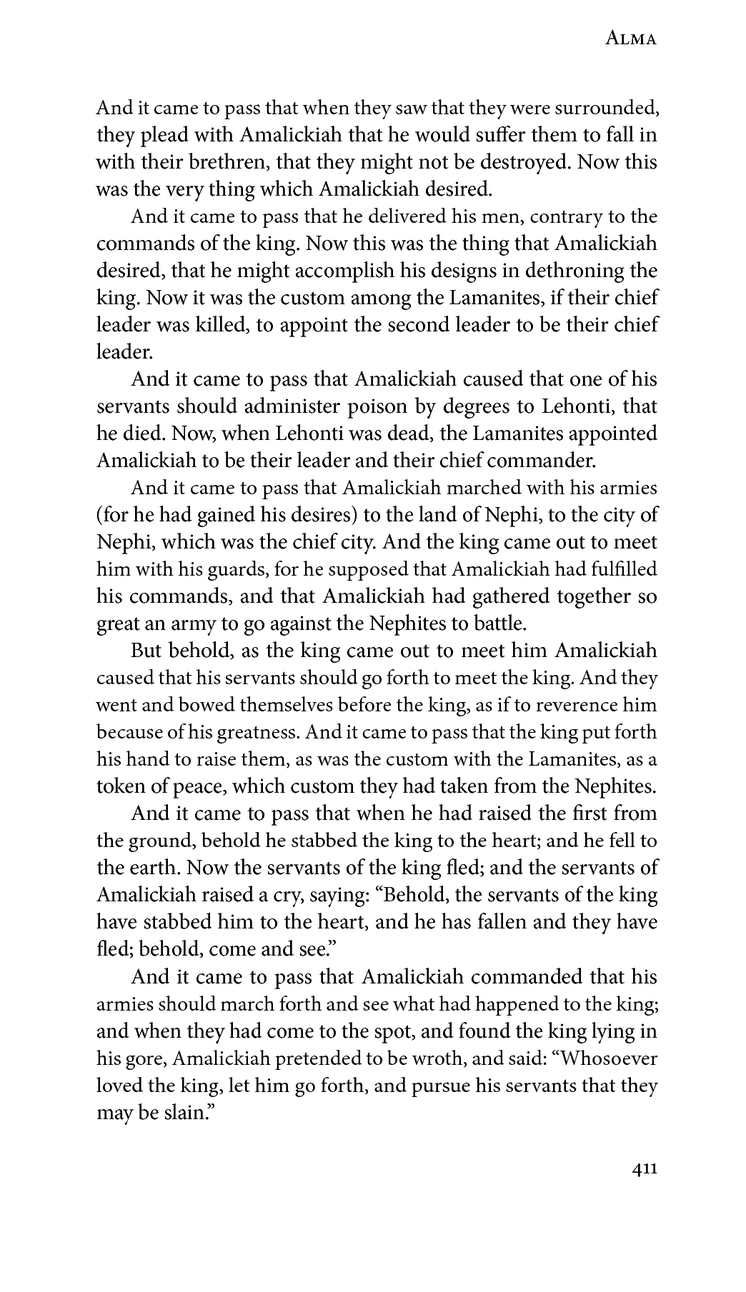 Alma
And it came to pass that when they saw that they were surrounded,
they plead with Amalickiah that he would suffer them to fall in
with their brethren, that they might not be destroyed. Now this
was the very thing which Amalickiah desired.
And it came to pass that he delivered his men, contrary to the
commands of the king. Now this was the thing that Amalickiah
desired, that he might accomplish his designs in dethroning the
king. Now it was the custom among the Lamanites, if their chief
leader was killed, to appoint the second leader to be their chief
leader.
And it came to pass that Amalickiah caused that one of his
servants should administer poison by degrees to Lehonti, that
he died. Now, when Lehonti was dead, the Lamanites appointed
Amalickiah to be their leader and their chief commander.
And it came to pass that Amalickiah marched with his armies
(for he had gained his desires) to the land of Nephi, to the city of
Nephi, which was the chief city. And the king came out to meet
him with his guards, for he supposed that Amalickiah had fulfilled
his commands, and that Amalickiah had gathered together so
great an army to go against the Nephites to battle.
But behold, as the king came out to meet him Amalickiah
caused that his servants should go forth to meet the king. And they
went and bowed themselves before the king, as if to reverence him
because of his greatness. And it came to pass that the king put forth
his hand to raise them, as was the custom with the Lamanites, as a
token of peace, which custom they had taken from the Nephites.
And it came to pass that when he had raised the first from
the ground, behold he stabbed the king to the heart; and he fell to
the earth. Now the servants of the king fled; and the servants of
Amalickiah raised a cry, saying: “Behold, the servants of the king
have stabbed him to the heart, and he has fallen and they have
fled; behold, come and see.”
And it came to pass that Amalickiah commanded that his
armies should march forth and see what had happened to the king;
and when they had come to the spot, and found the king lying in
his gore, Amalickiah pretended to be wroth, and said: “Whosoever
loved the king, let him go forth, and pursue his servants that they
may be slain.”
411